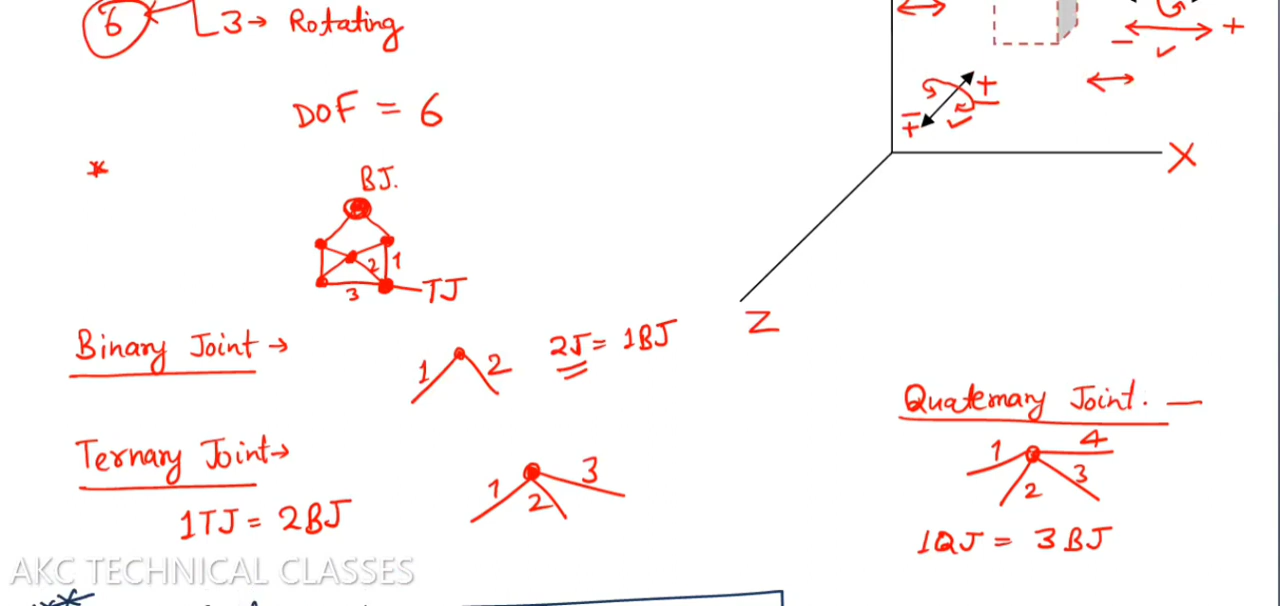 6 3→ Rotating
DOF = 6
*
BJ.
2 1
3 TJ
Binary Joint →
1 2
2J = 1BJ
Ternary Joint→
1 2 3
1TJ = 2BJ
+
-
+
-
+
X
Z
Quaternary Joint. —
1 4
2 3
1QJ = 3BJ
AKC TECHNICAL CLASSES